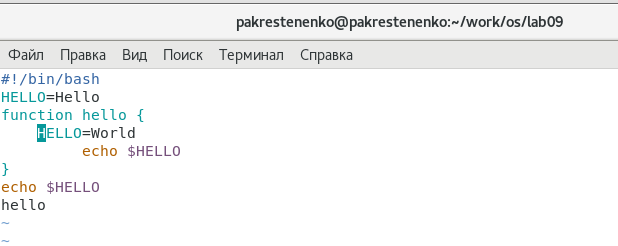 pakrestenenko@pakrestenenko:~/work/os/lab09
Файл Правка Вид Поиск Терминал Справка
#!/bin/bash
HELLO=Hello
function hello {
    HELLO=World
         echo $HELLO
}
echo $HELLO
hello
~
~